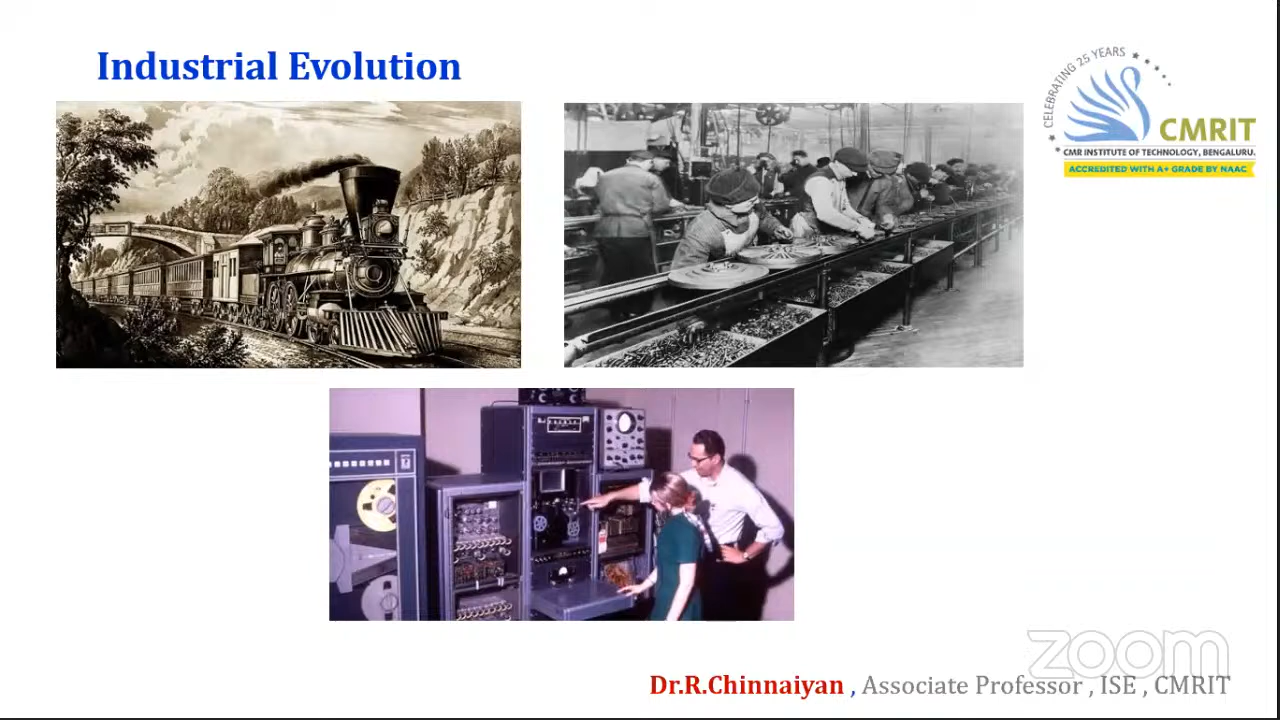 Industrial Evolution
CELEBRATING 25 YEARS
CMRIT
CMR INSTITUTE OF TECHNOLOGY, BENGALURU.
ACCREDITED WITH A+ GRADE BY NAAC
zoom
Dr.R.Chinnaiyan , Associate Professor , ISE , CMRIT